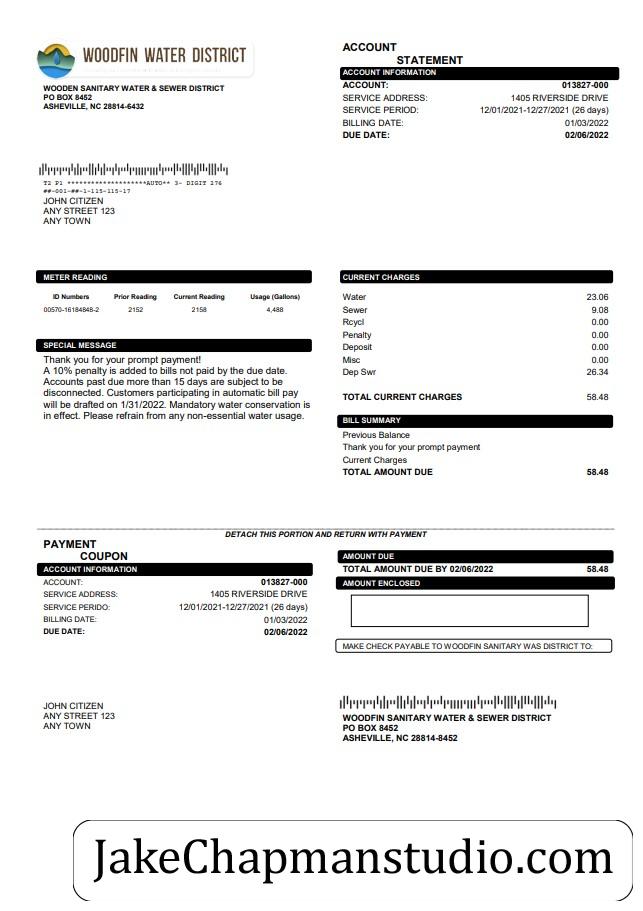 WOODFIN WATER DISTRICT
WOODEN SANITARY WATER & SEWER DISTRICT
PO BOX 8452
ASHEVILLE, NC 28814-6432
ACCOUNT
STATEMENT
ACCOUNT INFORMATION
ACCOUNT: 013827-000
SERVICE ADDRESS: 1405 RIVERSIDE DRIVE
SERVICE PERIOD: 12/01/2021-12/27/2021 (26 days)
BILLING DATE: 01/03/2022
DUE DATE: 02/06/2022
T2 P1 *********************AUTO** 3- DIGIT 276
##-001-##-1-115-115-17
JOHN CITIZEN
ANY STREET 123
ANY TOWN
METER READING
ID Numbers Prior Reading Current Reading Usage (Gallons)
00570-16184848-2 2152 2158 4,488
SPECIAL MESSAGE
Thank you for your prompt payment!
A 10% penalty is added to bills not paid by the due date.
Accounts past due more than 15 days are subject to be
disconnected. Customers participating in automatic bill pay
will be drafted on 1/31/2022. Mandatory water conservation is
in effect. Please refrain from any non-essential water usage.
CURRENT CHARGES
Water 23.06
Sewer 9.08
Rcycl 0.00
Penalty 0.00
Deposit 0.00
Misc 0.00
Dep Swr 26.34
TOTAL CURRENT CHARGES 58.48
BILL SUMMARY
Previous Balance
Thank you for your prompt payment
Current Charges
TOTAL AMOUNT DUE 58.48
DETACH THIS PORTION AND RETURN WITH PAYMENT
PAYMENT
COUPON
ACCOUNT INFORMATION
ACCOUNT: 013827-000
SERVICE ADDRESS: 1405 RIVERSIDE DRIVE
SERVICE PERIDO: 12/01/2021-12/27/2021 (26 days)
BILLING DATE: 01/03/2022
DUE DATE: 02/06/2022
AMOUNT DUE
TOTAL AMOUNT DUE BY 02/06/2022 58.48
AMOUNT ENCLOSED
MAKE CHECK PAYABLE TO WOODFIN SANITARY WAS DISTRICT TO:
JOHN CITIZEN
ANY STREET 123
ANY TOWN
WOODFIN SANITARY WATER & SEWER DISTRICT
PO BOX 8452
ASHEVILLE, NC 28814-8452
JakeChapmanstudio.com